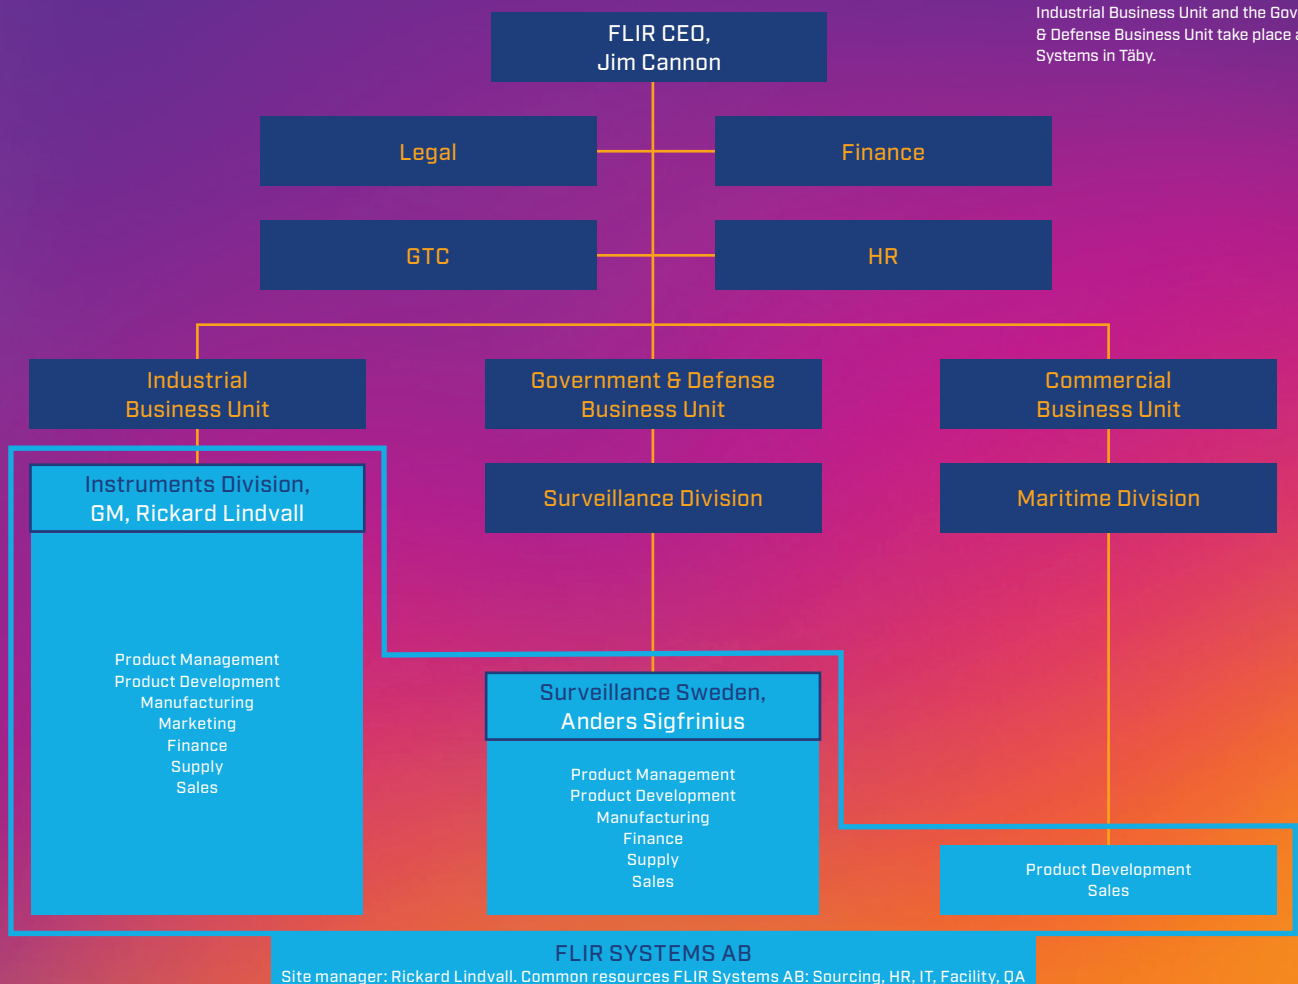 Industrial Business Unit and the Gov
& Defense Business Unit take place a
Systems in Täby.
FLIR CEO,
Jim Cannon
Legal
Finance
GTC
HR
Industrial
Business Unit
Government & Defense
Business Unit
Commercial
Business Unit
Instruments Division,
GM, Rickard Lindvall
Surveillance Division
Maritime Division
Product Management
Product Development
Manufacturing
Marketing
Finance
Supply
Sales
Surveillance Sweden,
Anders Sigfrinius
Product Management
Product Development
Manufacturing
Finance
Supply
Sales
Product Development
Sales
FLIR SYSTEMS AB
Site manager: Rickard Lindvall. Common resources FLIR Systems AB: Sourcing, HR, IT, Facility, QA